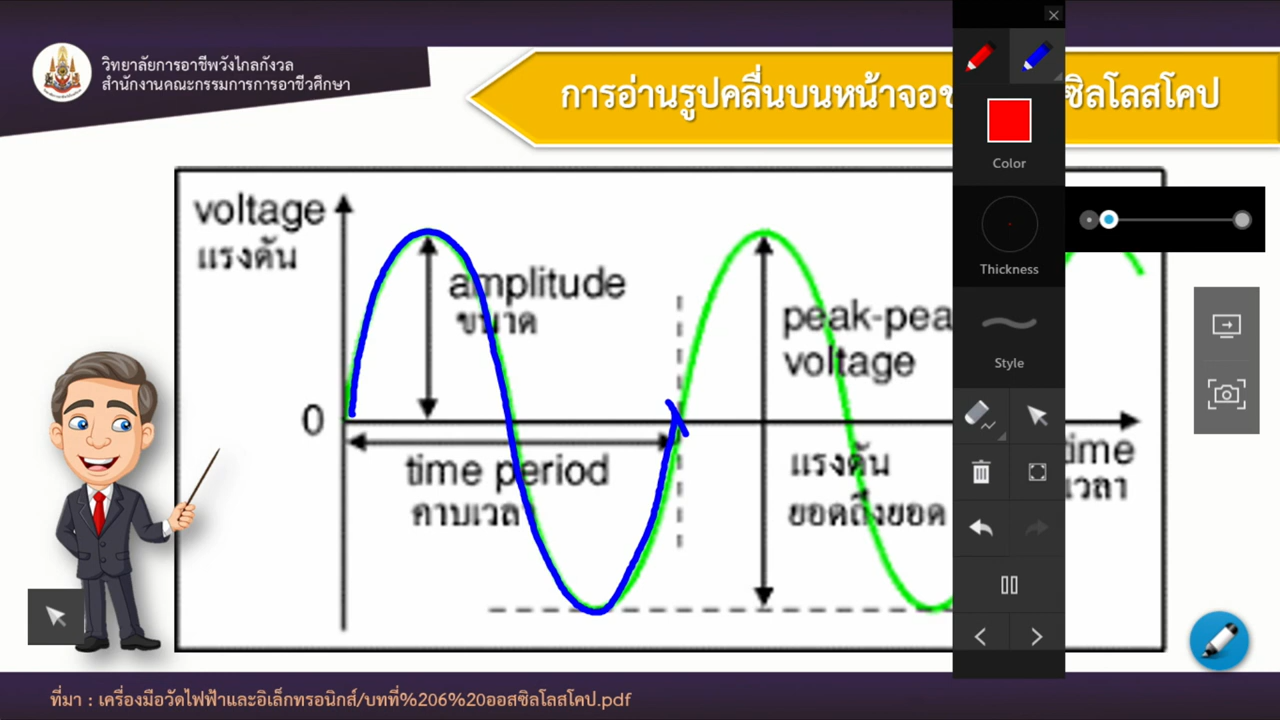 วิทยาลัยการอาชีพวังไกลกังวล
สำนักงานคณะกรรมการการอาชีวศึกษา
การอ่านรูปคลื่นบนหน้าจอ ซิลโลสโคป
voltage
แรงดัน
amplitude
ขนาด
peak-pea
voltage
0
time period
คาบเวล
แรงดัน
ยอดถึงยอด
time
เวลา
Color
Thickness
Style
ที่มา : เครื่องมือวัดไฟฟ้าและอิเล็กทรอนิกส์/บทที่%206%20ออสซิลโลสโคป.pdf